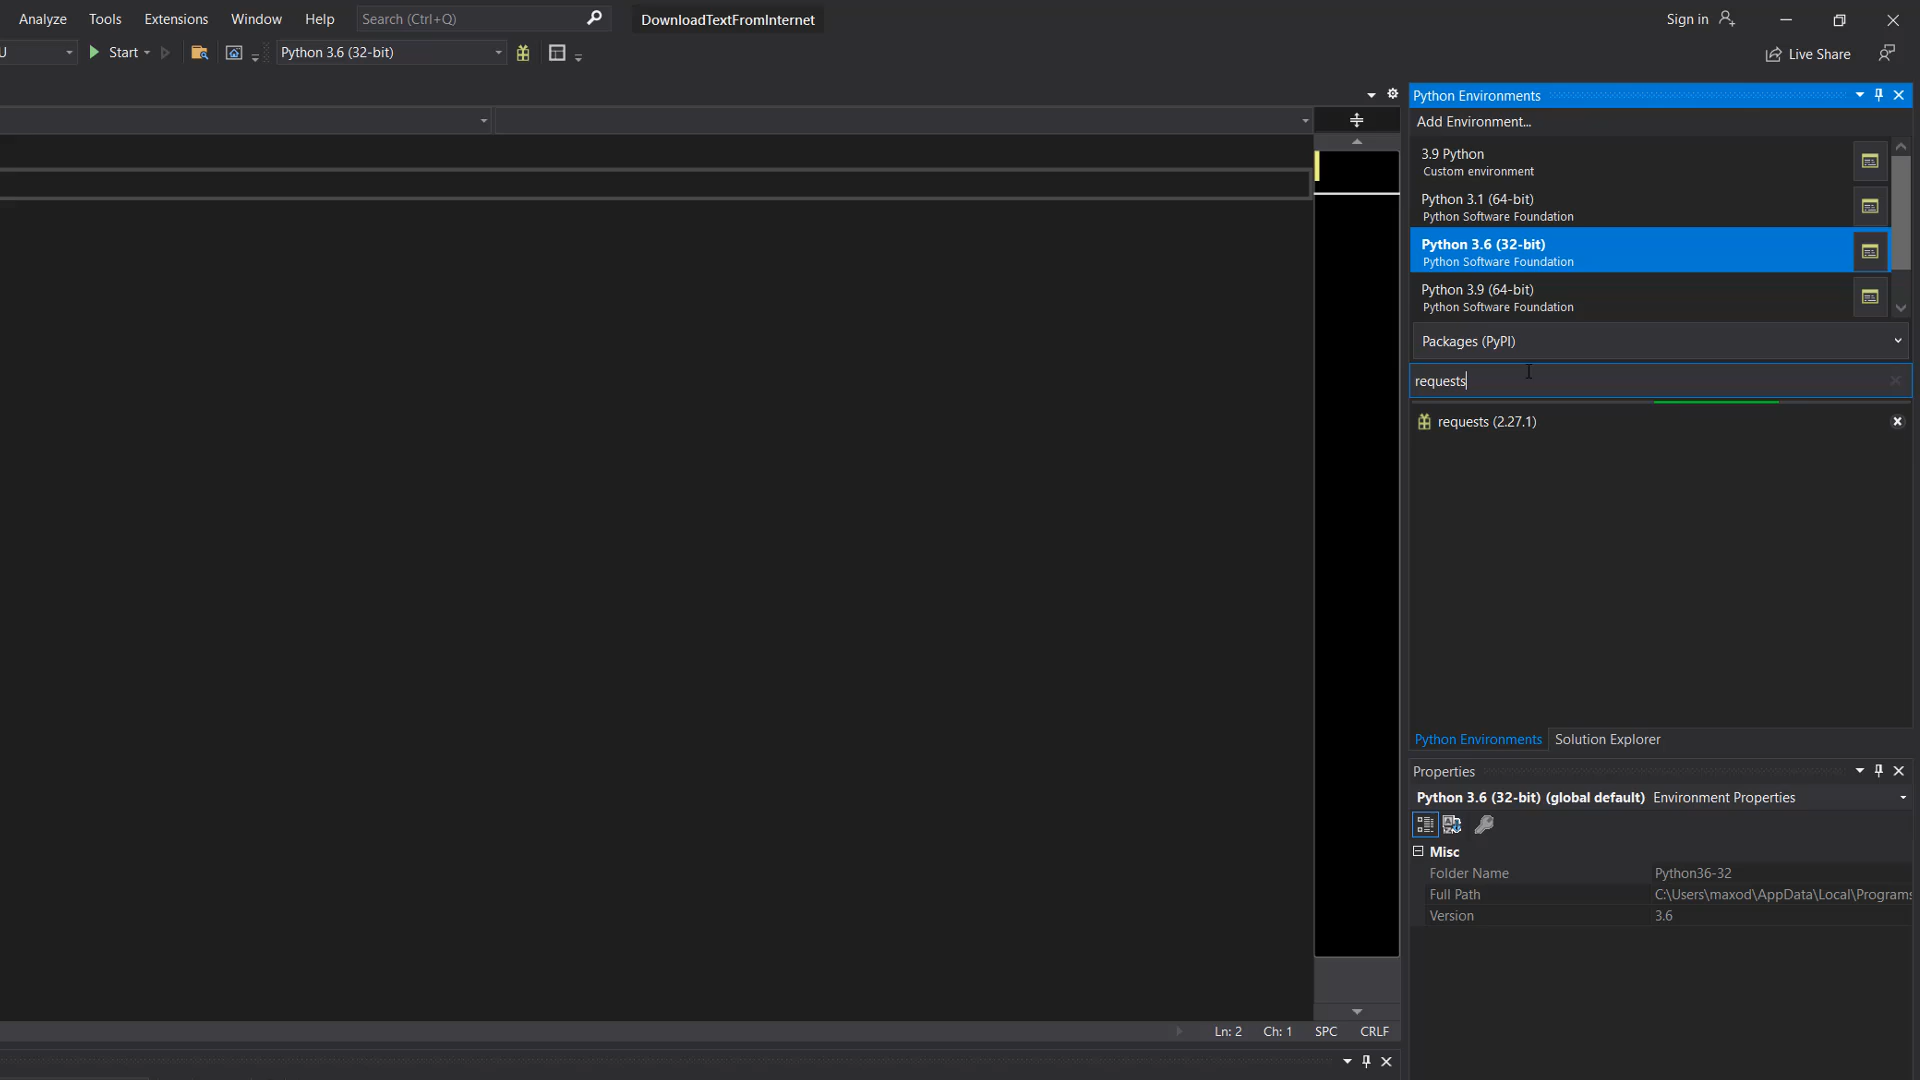 Analyze Tools Extensions Window Help Search (Ctrl+Q) DownloadTextFromInternet Sign in
U Start Python 3.6 (32-bit) Live Share
Python Environments
Add Environment...
3.9 Python
Custom environment
Python 3.1 (64-bit)
Python Software Foundation
Python 3.6 (32-bit)
Python Software Foundation
Python 3.9 (64-bit)
Python Software Foundation
Packages (PyPI)
requests
requests (2.27.1)
Python Environments Solution Explorer
Properties
Python 3.6 (32-bit) (global default) Environment Properties
Misc
Folder Name Python36-32
Full Path C:\Users\maxod\AppData\Local\Programs
Version 3.6
Ln: 2 Ch: 1 SPC CRLF